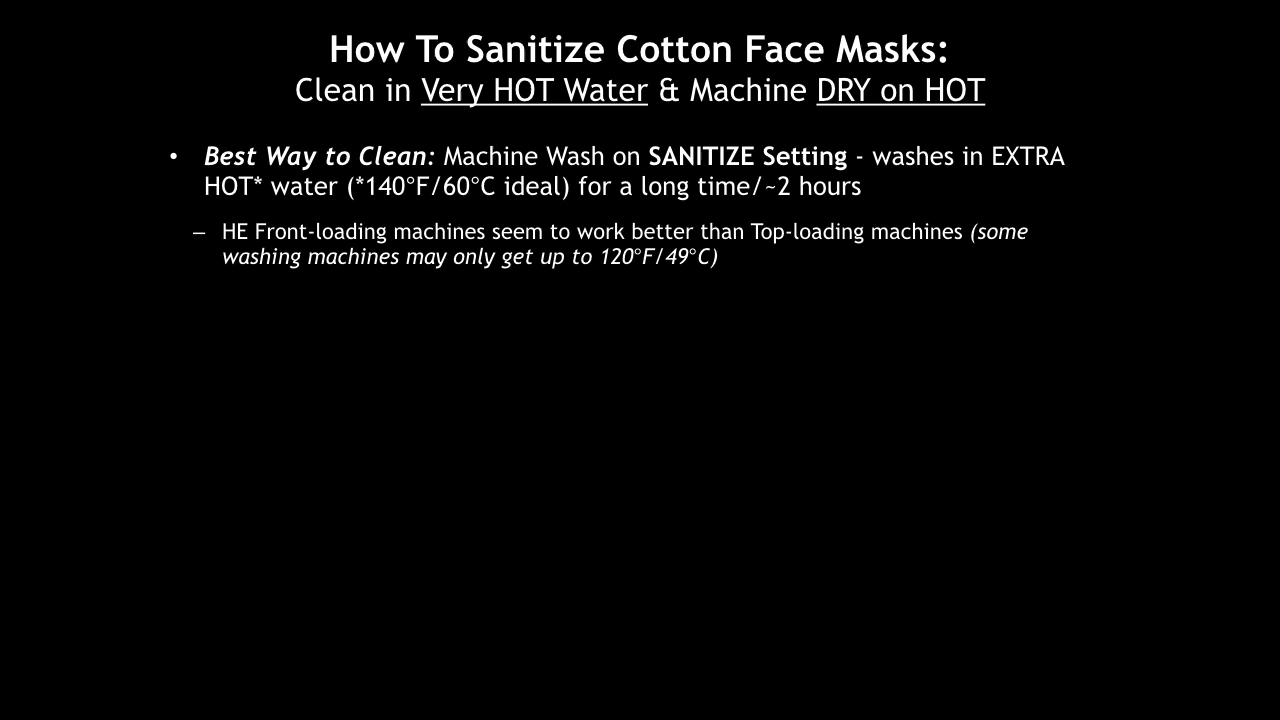 How To Sanitize Cotton Face Masks:
Clean in Very HOT Water & Machine DRY on HOT
• Best Way to Clean: Machine Wash on SANITIZE Setting - washes in EXTRA
HOT* water (*140°F/60°C ideal) for a long time/~2 hours
– HE Front-loading machines seem to work better than Top-loading machines (some
washing machines may only get up to 120°F/49°C)